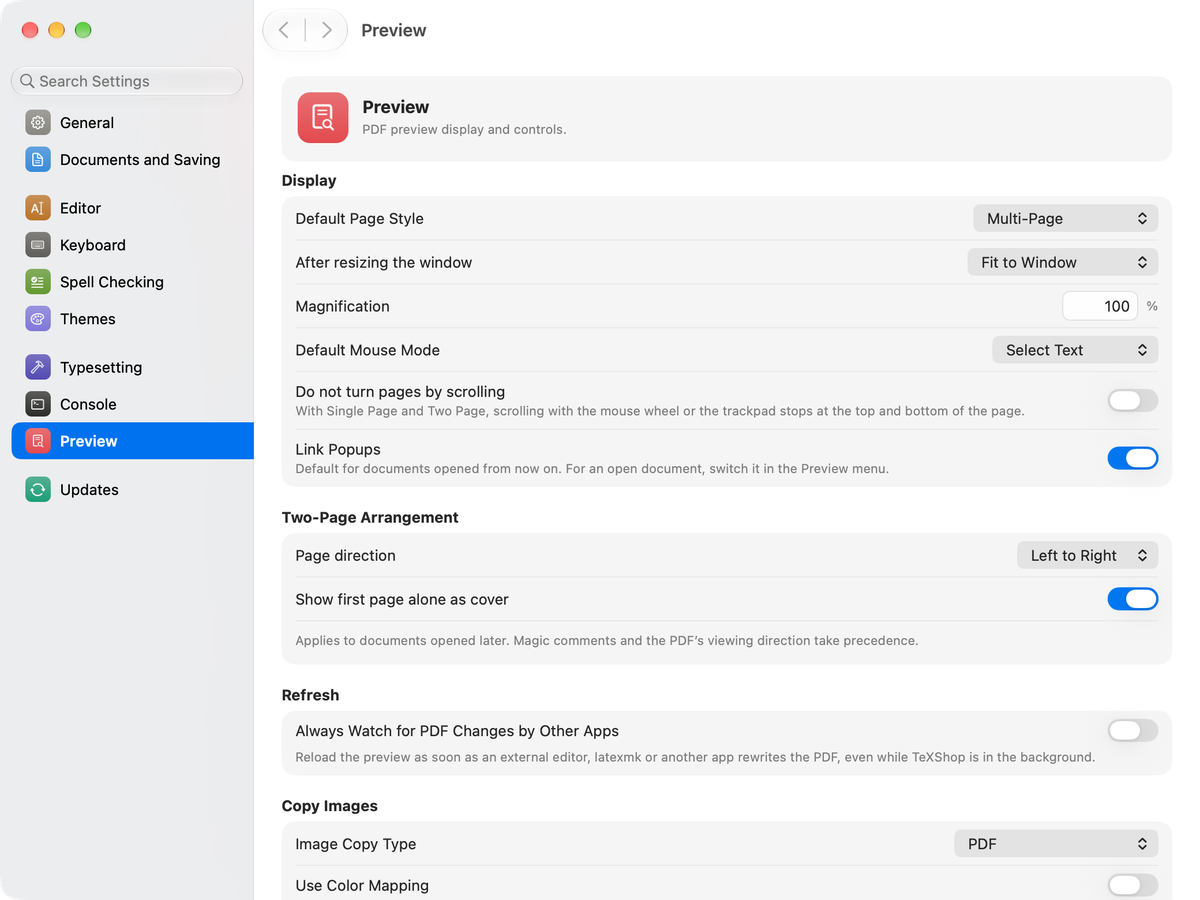 Preview
Search Settings
General
Documents and Saving
Editor
Keyboard
Spell Checking
Themes
Typesetting
Console
Preview
Updates
Preview
PDF preview display and controls.
Display
Default Page Style
Multi-Page
After resizing the window
Fit to Window
Magnification
100 %
Default Mouse Mode
Select Text
Do not turn pages by scrolling
With Single Page and Two Page, scrolling with the mouse wheel or the trackpad stops at the top and bottom of the page.
Link Popups
Default for documents opened from now on. For an open document, switch it in the Preview menu.
Two-Page Arrangement
Page direction
Left to Right
Show first page alone as cover
Applies to documents opened later. Magic comments and the PDF’s viewing direction take precedence.
Refresh
Always Watch for PDF Changes by Other Apps
Reload the preview as soon as an external editor, latexmk or another app rewrites the PDF, even while TeXShop is in the background.
Copy Images
Image Copy Type
PDF
Use Color Mapping